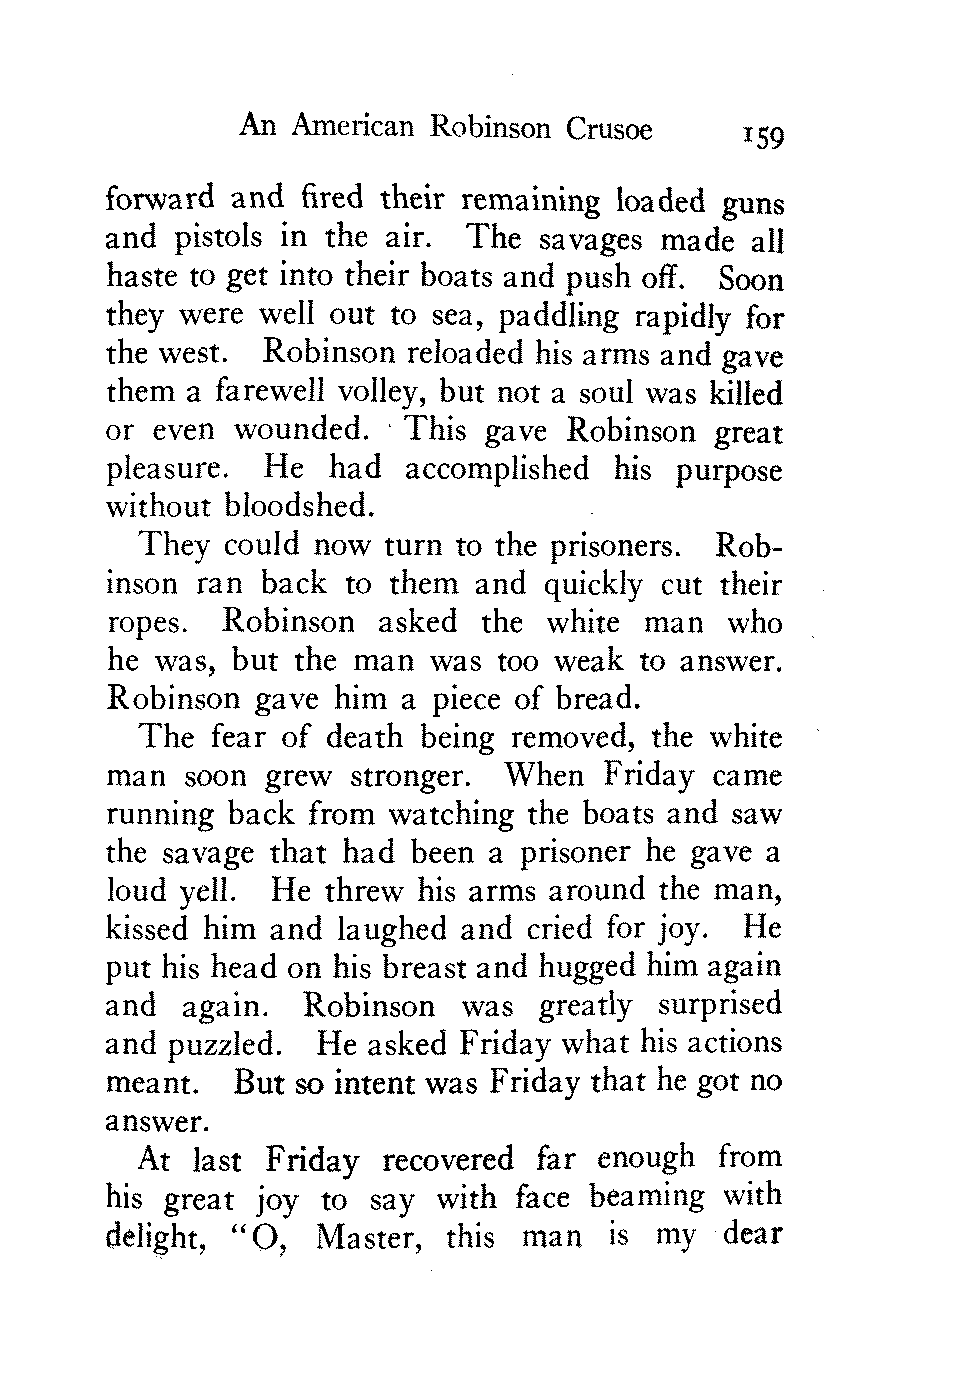 An American Robinson Crusoe 159
forward and fired their remaining loaded guns
and pistols in the air. The savages made all
haste to get into their boats and push off. Soon
they were well out to sea, paddling rapidly for
the west. Robinson reloaded his arms and gave
them a farewell volley, but not a soul was killed
or even wounded. This gave Robinson great
pleasure. He had accomplished his purpose
without bloodshed.
They could now turn to the prisoners. Rob-
inson ran back to them and quickly cut their
ropes. Robinson asked the white man who
he was, but the man was too weak to answer.
Robinson gave him a piece of bread.
The fear of death being removed, the white
man soon grew stronger. When Friday came
running back from watching the boats and saw
the savage that had been a prisoner he gave a
loud yell. He threw his arms around the man,
kissed him and laughed and cried for joy. He
put his head on his breast and hugged him again
and again. Robinson was greatly surprised
and puzzled. He asked Friday what his actions
meant. But so intent was Friday that he got no
answer.
At last Friday recovered far enough from
his great joy to say with face beaming with
delight, "O, Master, this man is my dear